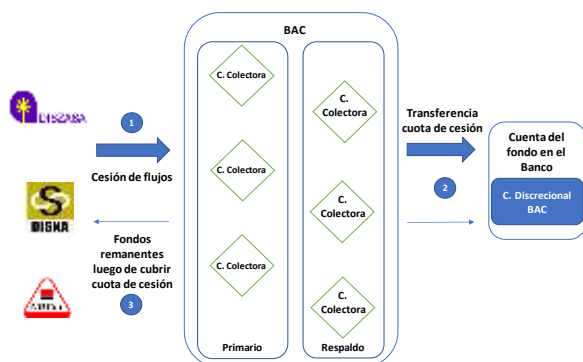 BAC
DISZASA
1
Cesión de flujos
DISNA
Fondos
remanentes
luego de cubrir
cuota de cesión
3
C. Colectora
C. Colectora
C. Colectora
Primario
C.
Colectora
C.
Colectora
C.
Colectora
Respaldo
Transferencia
cuota de cesión
2
Cuenta del
fondo en el
Banco
C. Discrecional
BAC